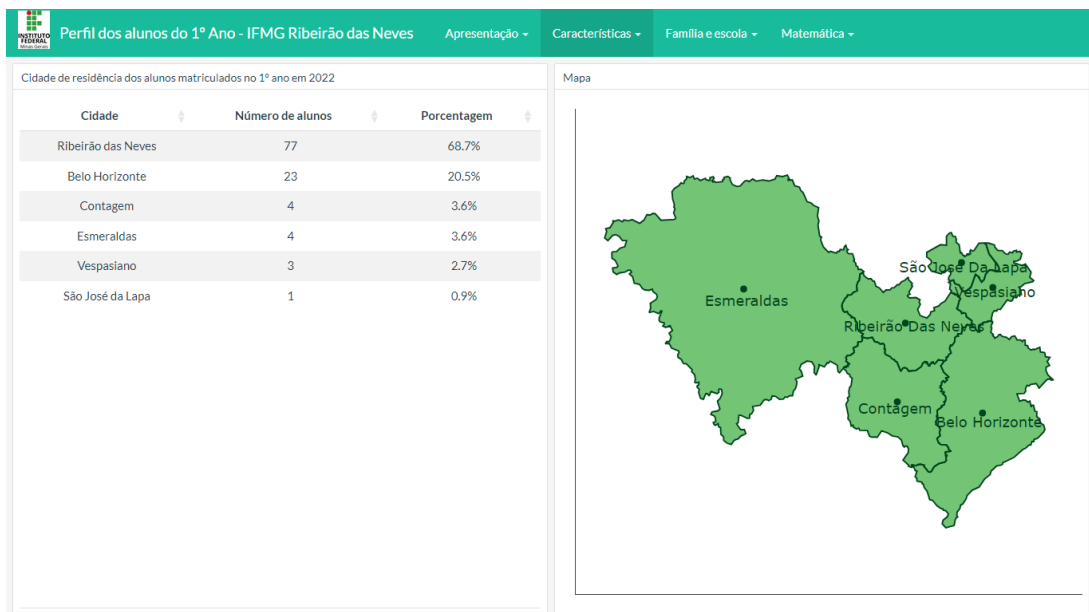 INSTITUTO
FEDERAL
Minas Gerais
Perfil dos alunos do 1º Ano - IFMG Ribeirão das Neves
Apresentação
Características
Família e escola
Matemática
Cidade de residência dos alunos matriculados no 1º ano em 2022
Cidade Número de alunos Porcentagem
Ribeirão das Neves 77 68.7%
Belo Horizonte 23 20.5%
Contagem 4 3.6%
Esmeraldas 4 3.6%
Vespasiano 3 2.7%
São José da Lapa 1 0.9%
Mapa
São José Da Lapa
Vespasiano
Esmeraldas
Ribeirão Das Neves
Contagem
Belo Horizonte